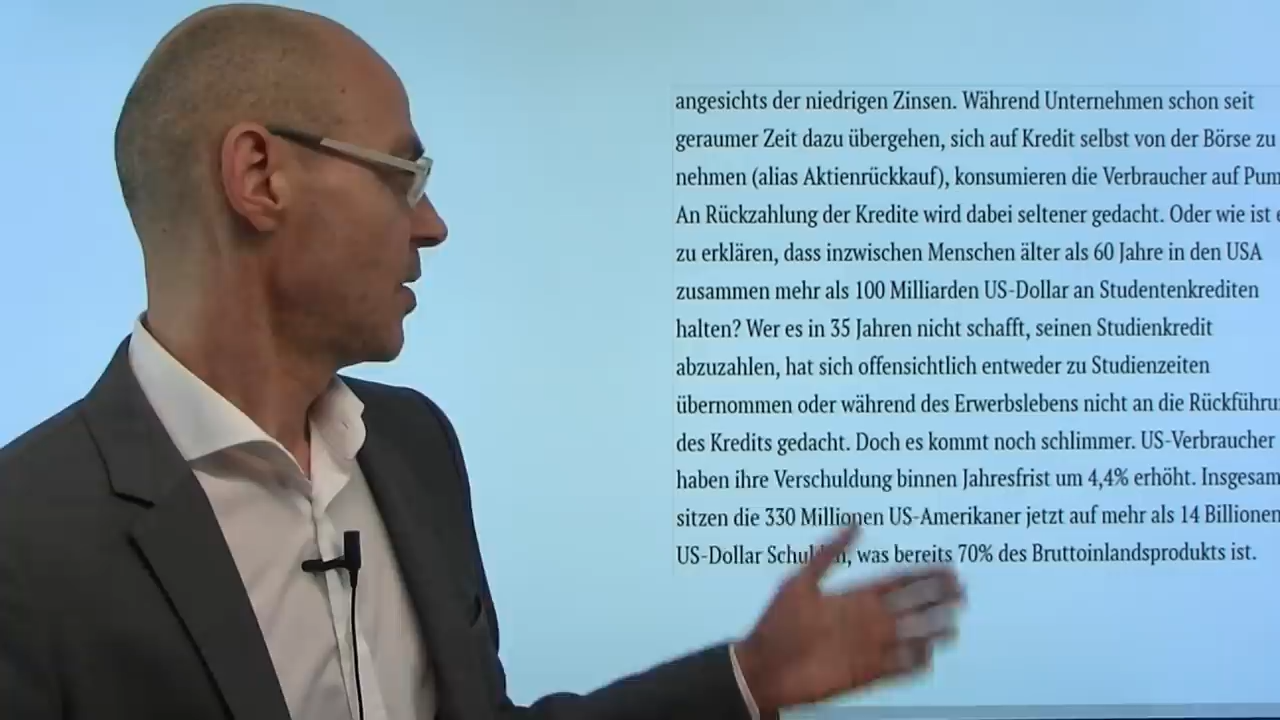 angesichts der niedrigen Zinsen. Während Unternehmen schon seit
geraumer Zeit dazu übergehen, sich auf Kredit selbst von der Börse zu
nehmen (alias Aktienrückkauf), konsumieren die Verbraucher auf Pum
An Rückzahlung der Kredite wird dabei seltener gedacht. Oder wie ist e
zu erklären, dass inzwischen Menschen älter als 60 Jahre in den USA
zusammen mehr als 100 Milliarden US-Dollar an Studentenkrediten
halten? Wer es in 35 Jahren nicht schafft, seinen Studienkredit
abzuzahlen, hat sich offensichtlich entweder zu Studienzeiten
übernommen oder während des Erwerbslebens nicht an die Rückführu
des Kredits gedacht. Doch es kommt noch schlimmer. US-Verbraucher
haben ihre Verschuldung binnen Jahresfrist um 4,4% erhöht. Insgesam
sitzen die 330 Millionen US-Amerikaner jetzt auf mehr als 14 Billionen
US-Dollar was bereits 70% des Bruttoinlandsprodukts ist.